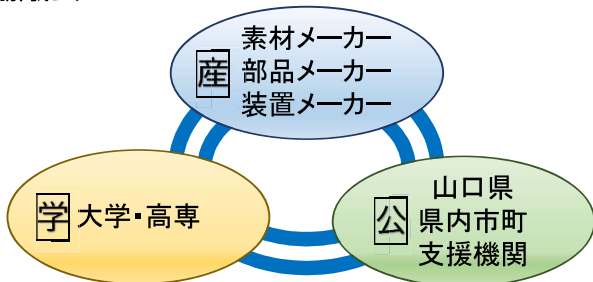 産
素材メーカー
部品メーカー
装置メーカー
学 大学・高専
公
山口県
県内市町
支援機関